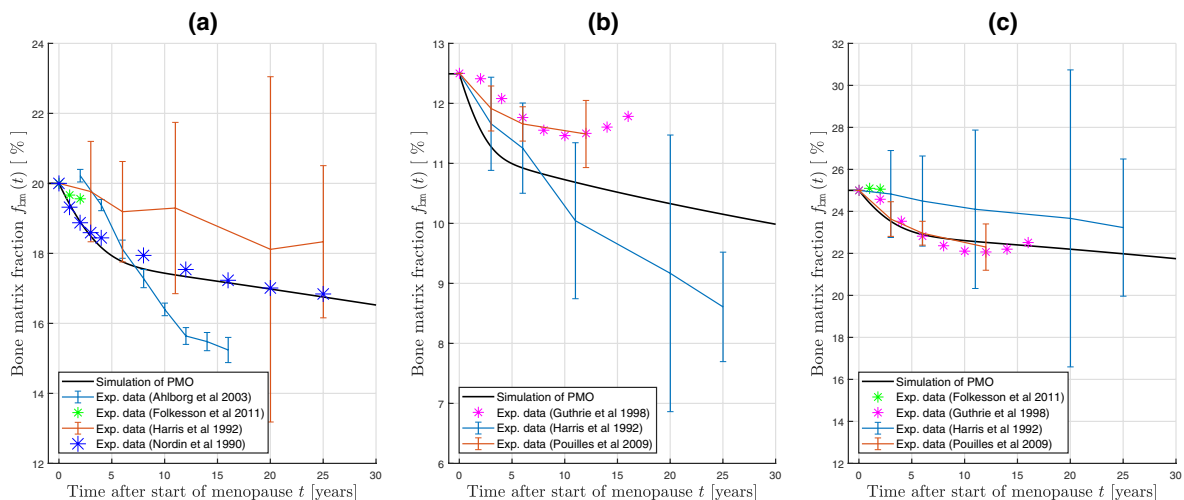 (a)
24
22
20
18
16
14
12
Bone matrix fraction f_bm (t) [ % ]
Simulation of PMO
Exp. data (Ahlborg et al 2003)
Exp. data (Folkesson et al 2011)
Exp. data (Harris et al 1992)
Exp. data (Nordin et al 1990)
0 5 10 15 20 25 30
Time after start of menopause t [years]
(b)
13
12
11
10
9
8
7
6
Bone matrix fraction f_bm (t) [ % ]
Simulation of PMO
Exp. data (Guthrie et al 1998)
Exp. data (Harris et al 1992)
Exp. data (Pouilles et al 2009)
0 5 10 15 20 25 30
Time after start of menopause t [years]
(c)
32
30
28
26
24
22
20
18
16
14
12
Bone matrix fraction f_bm (t) [ % ]
Simulation of PMO
Exp. data (Folkesson et al 2011)
Exp. data (Guthrie et al 1998)
Exp. data (Harris et al 1992)
Exp. data (Pouilles et al 2009)
0 5 10 15 20 25 30
Time after start of menopause t [years]